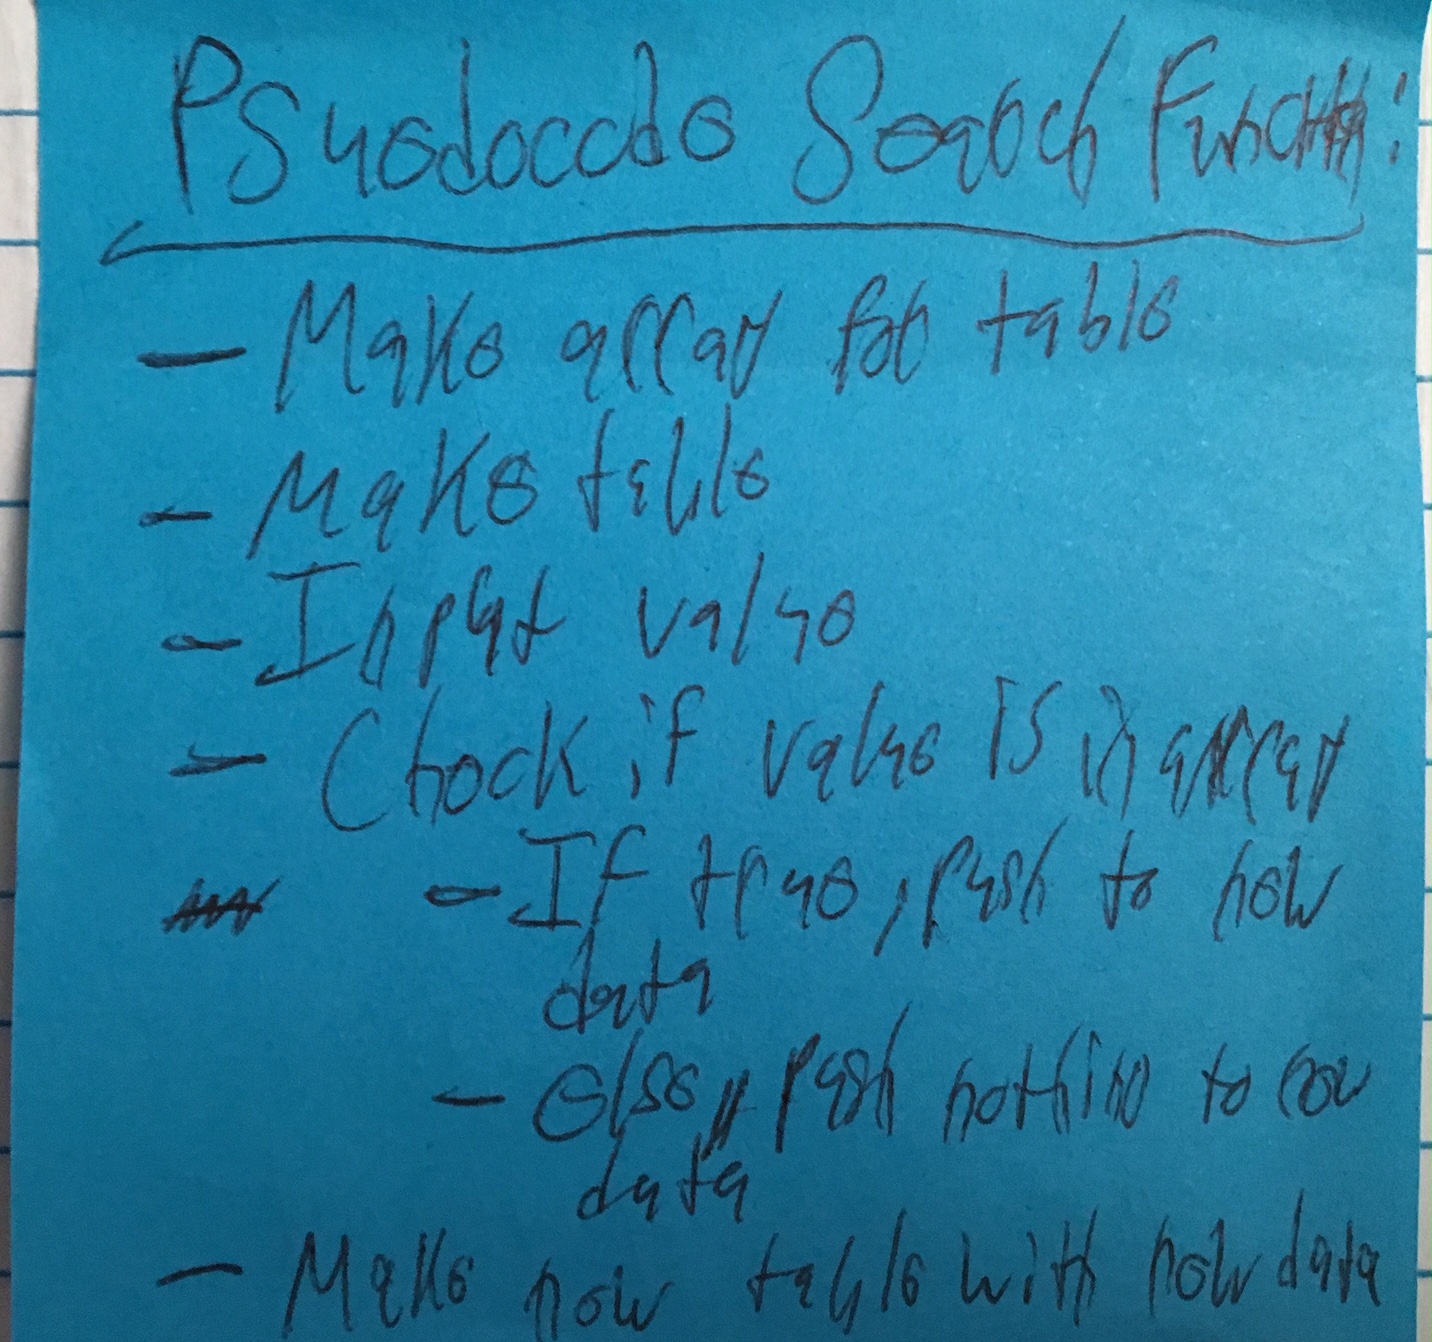 Psuedocode Search Function:
- Make array for table
- Make table
- Input value
- Check if value is in array
- If true, push to new
data
- else, push nothing to new
data
- Make new table with new data